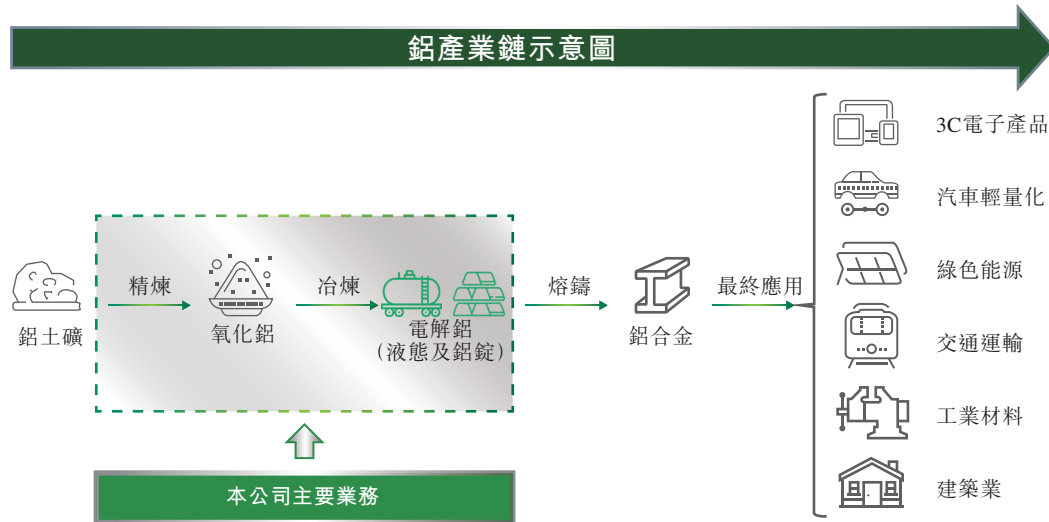 鋁產業鏈示意圖
3C電子產品
汽車輕量化
綠色能源
交通運輸
工業材料
建築業
鋁土礦
精煉
氧化鋁
冶煉
電解鋁
(液態及鋁錠)
熔鑄
鋁合金
最終應用
本公司主要業務